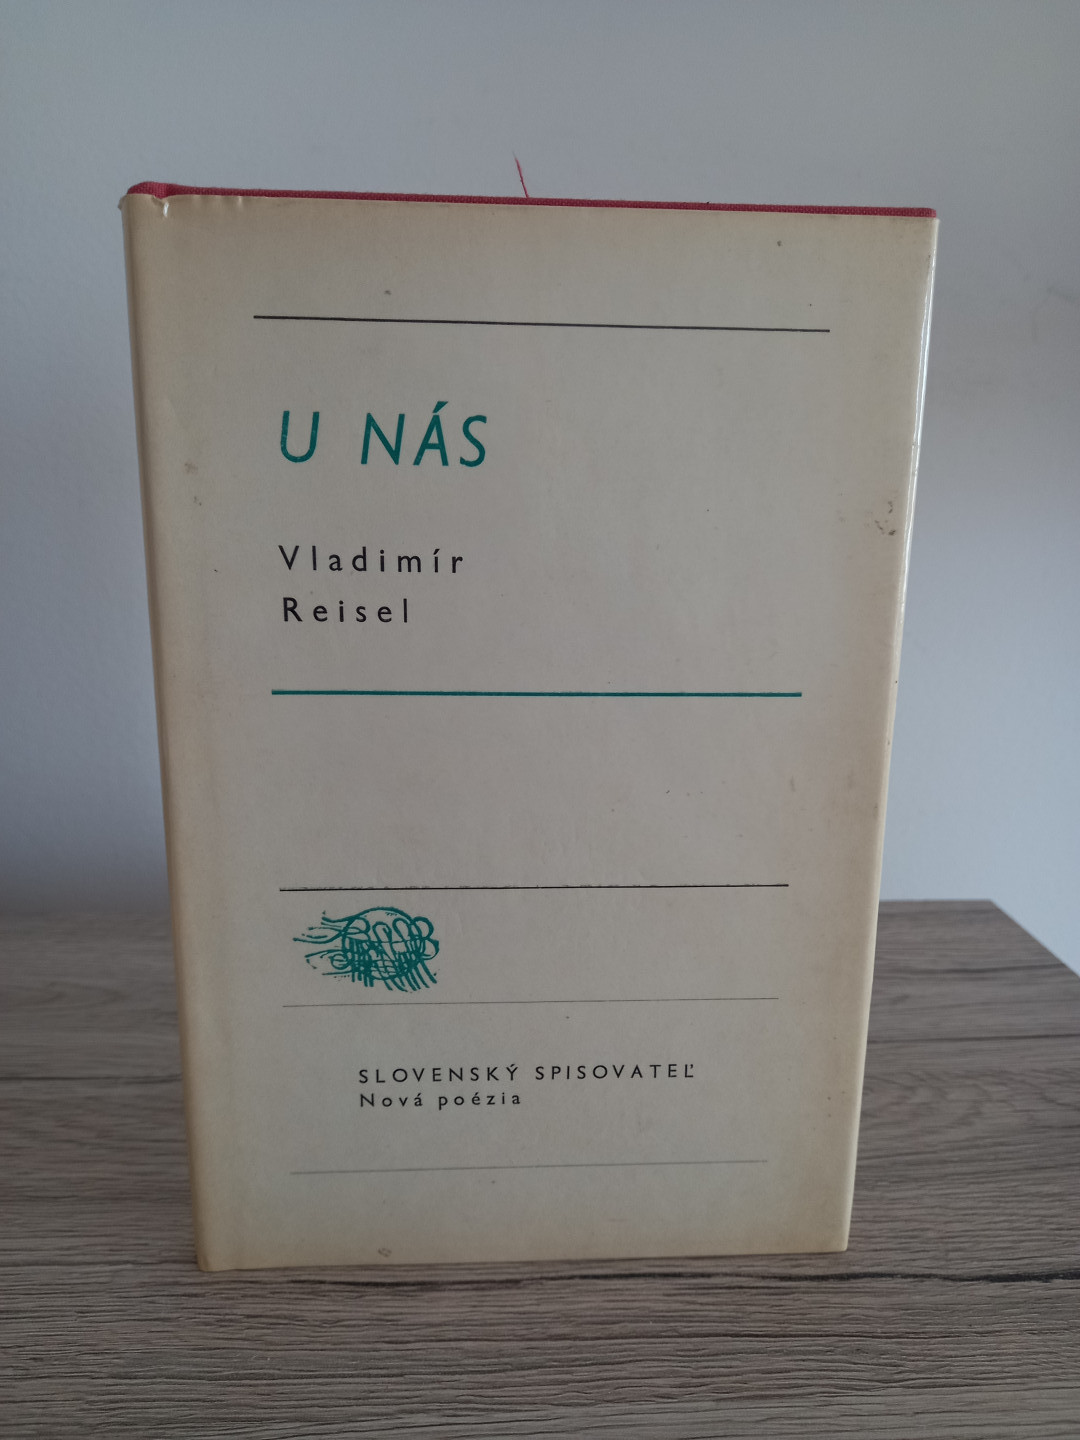 U NÁS
Vladimír
Reisel
SLOVENSKÝ SPISOVATEĽ
Nová poézia